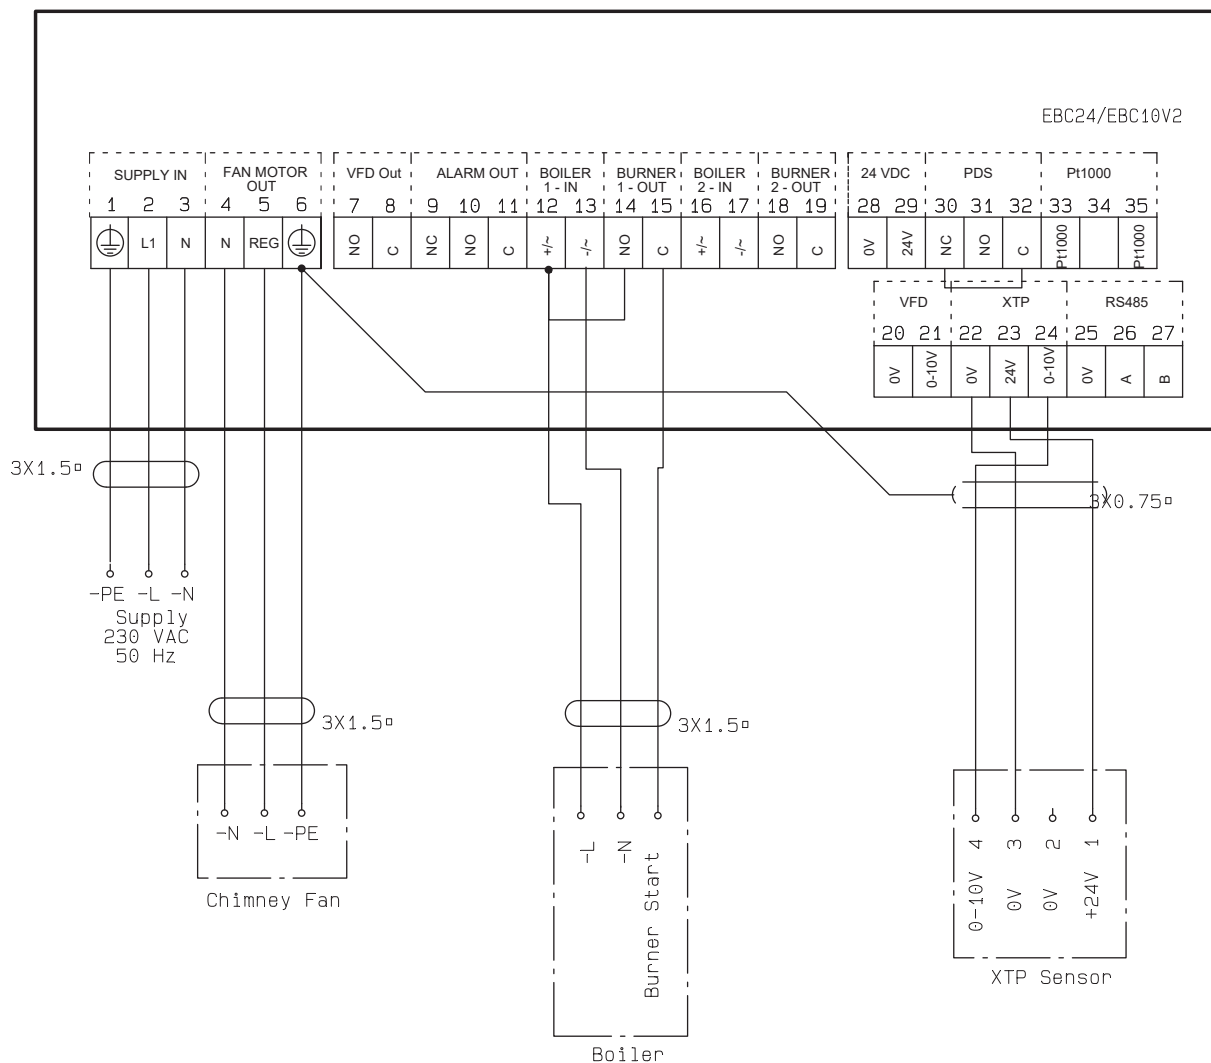 EBC24/EBC10V2
SUPPLY IN
FAN MOTOR
OUT
VFD Out
ALARM OUT
BOILER
1 - IN
BURNER
1 - OUT
BOILER
2 - IN
BURNER
2 - OUT
24 VDC
PDS
Pt1000
1 2 3 4 5 6 7 8 9 10 11 12 13 14 15 16 17 18 19 28 29 30 31 32 33 34 35
L1 N N REG NO C NC NO C +/~ -/~ NO C +/~ -/~ NO C 0V 24V NC NO C Pt1000 Pt1000
VFD XTP RS485
20 21 22 23 24 25 26 27
0V 0-10V 0V 24V 0-10V 0V A B
3X1.5▫
3X0.75▫
-PE -L -N
Supply
230 VAC
50 Hz
3X1.5▫
3X1.5▫
-N -L -PE
Chimney Fan
-L -N Burner Start
Boiler
4 3 2 1
0-10V 0V 0V +24V
XTP Sensor